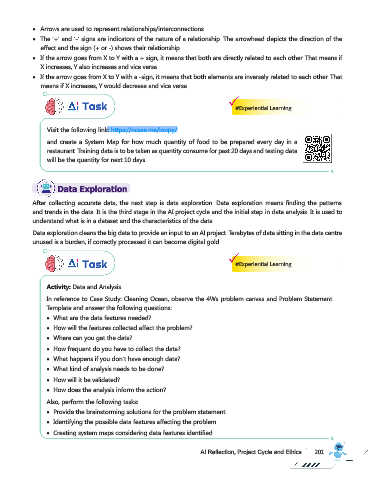 • Arrows are used to represent relationships/interconnections
• The '+' and '-' signs are indicators of the nature of a relationship The arrowhead depicts the direction of the
effect and the sign (+ or -) shows their relationship
• If the arrow goes from X to Y with a + sign, it means that both are directly related to each other That means if
X increases, Y also increases and vice verse
• If the arrow goes from X to Y with a -sign, it means that both elements are inversely related to each other That
means if X increases, Y would decrease and vice versa
Ai Task
#Experiential Learning
Visit the following link: https://ncase.me/loopy/
and create a System Map for how much quantity of food to be prepared every day in a
restaurant Training data is to be taken as quantity consume for past 20 days and testing data
will be the quantity for next 10 days
Data Exploration
After collecting accurate data, the next step is data exploration Data exploration means finding the patterns
and trends in the data It is the third stage in the AI project cycle and the initial step in data analysis It is used to
understand what is in a dataset and the characteristics of the data
Data exploration cleans the big data to provide an input to an AI project Terabytes of data sitting in the data centre
unused is a burden, if correctly processed it can become digital gold
Ai Task
#Experiential Learning
Activity: Data and Analysis
In reference to Case Study: Cleaning Ocean, observe the 4Ws problem canvas and Problem Statement
Template and answer the following questions:
• What are the data features needed?
• How will the features collected affect the problem?
• Where can you get the data?
• How frequent do you have to collect the data?
• What happens if you don't have enough data?
• What kind of analysis needs to be done?
• How will it be validated?
• How does the analysis inform the action?
Also, perform the following tasks:
• Provide the brainstorming solutions for the problem statement
• Identifying the possible data features affecting the problem
• Creating system maps considering data features identified
AI Reflection, Project Cycle and Ethics 201